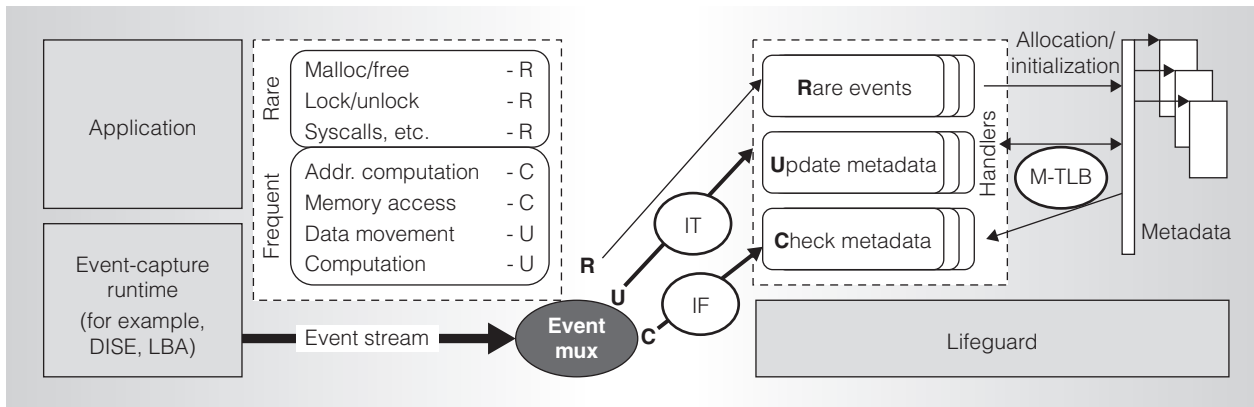 Application
Event-capture
runtime
(for example,
DISE, LBA)
Rare
Malloc/free - R
Lock/unlock - R
Syscalls, etc. - R
Frequent
Addr. computation - C
Memory access - C
Data movement - U
Computation - U
Event stream
Event
mux
R
U
C
IT
IF
Rare events
Update metadata
Check metadata
Handlers
Allocation/
initialization
M-TLB
Metadata
Lifeguard